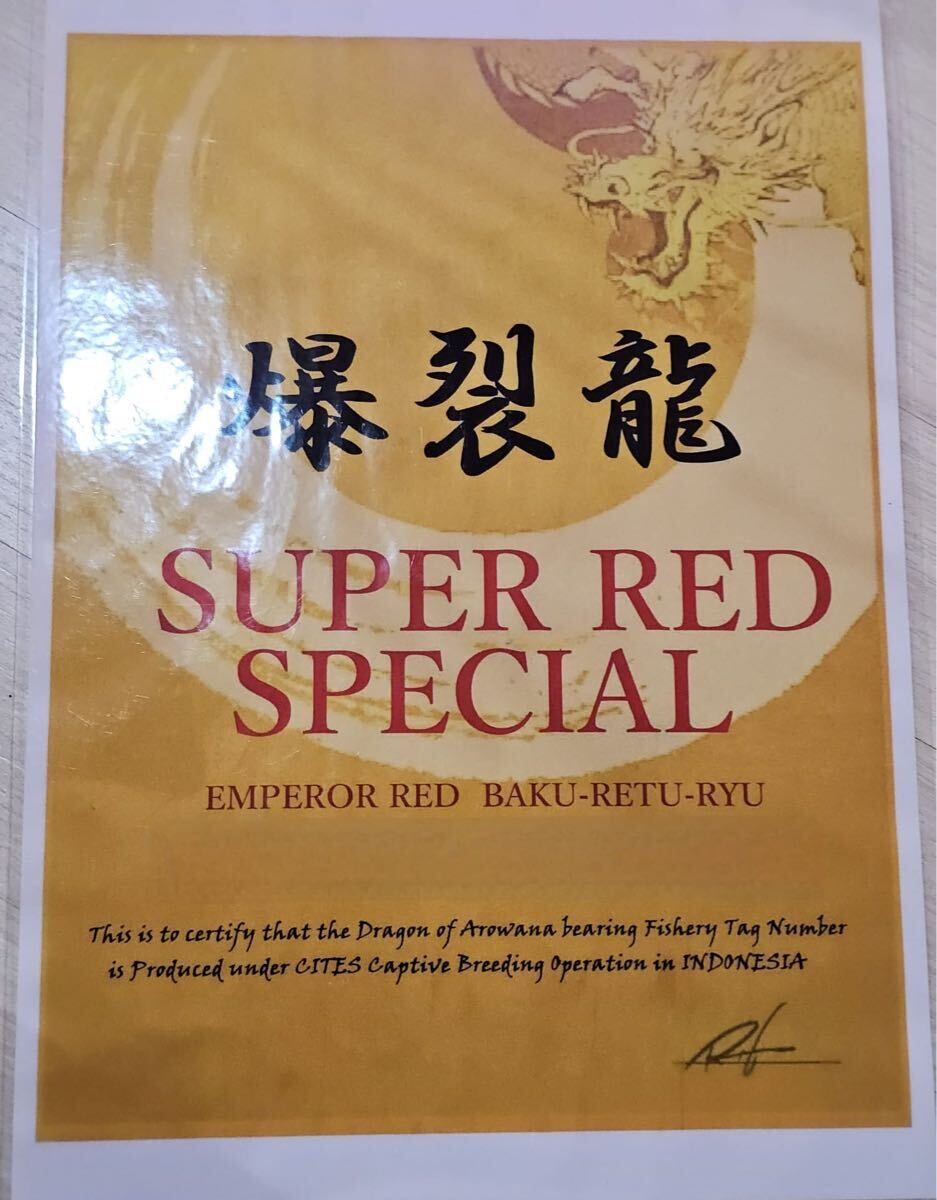 爆裂龍
SUPER RED
SPECIAL
EMPEROR RED BAKU-RETU-RYU
This is to certify that the Dragon of Arowana bearing Fishery Tag Number
is Produced under CITES Captive Breeding Operation in INDONESIA